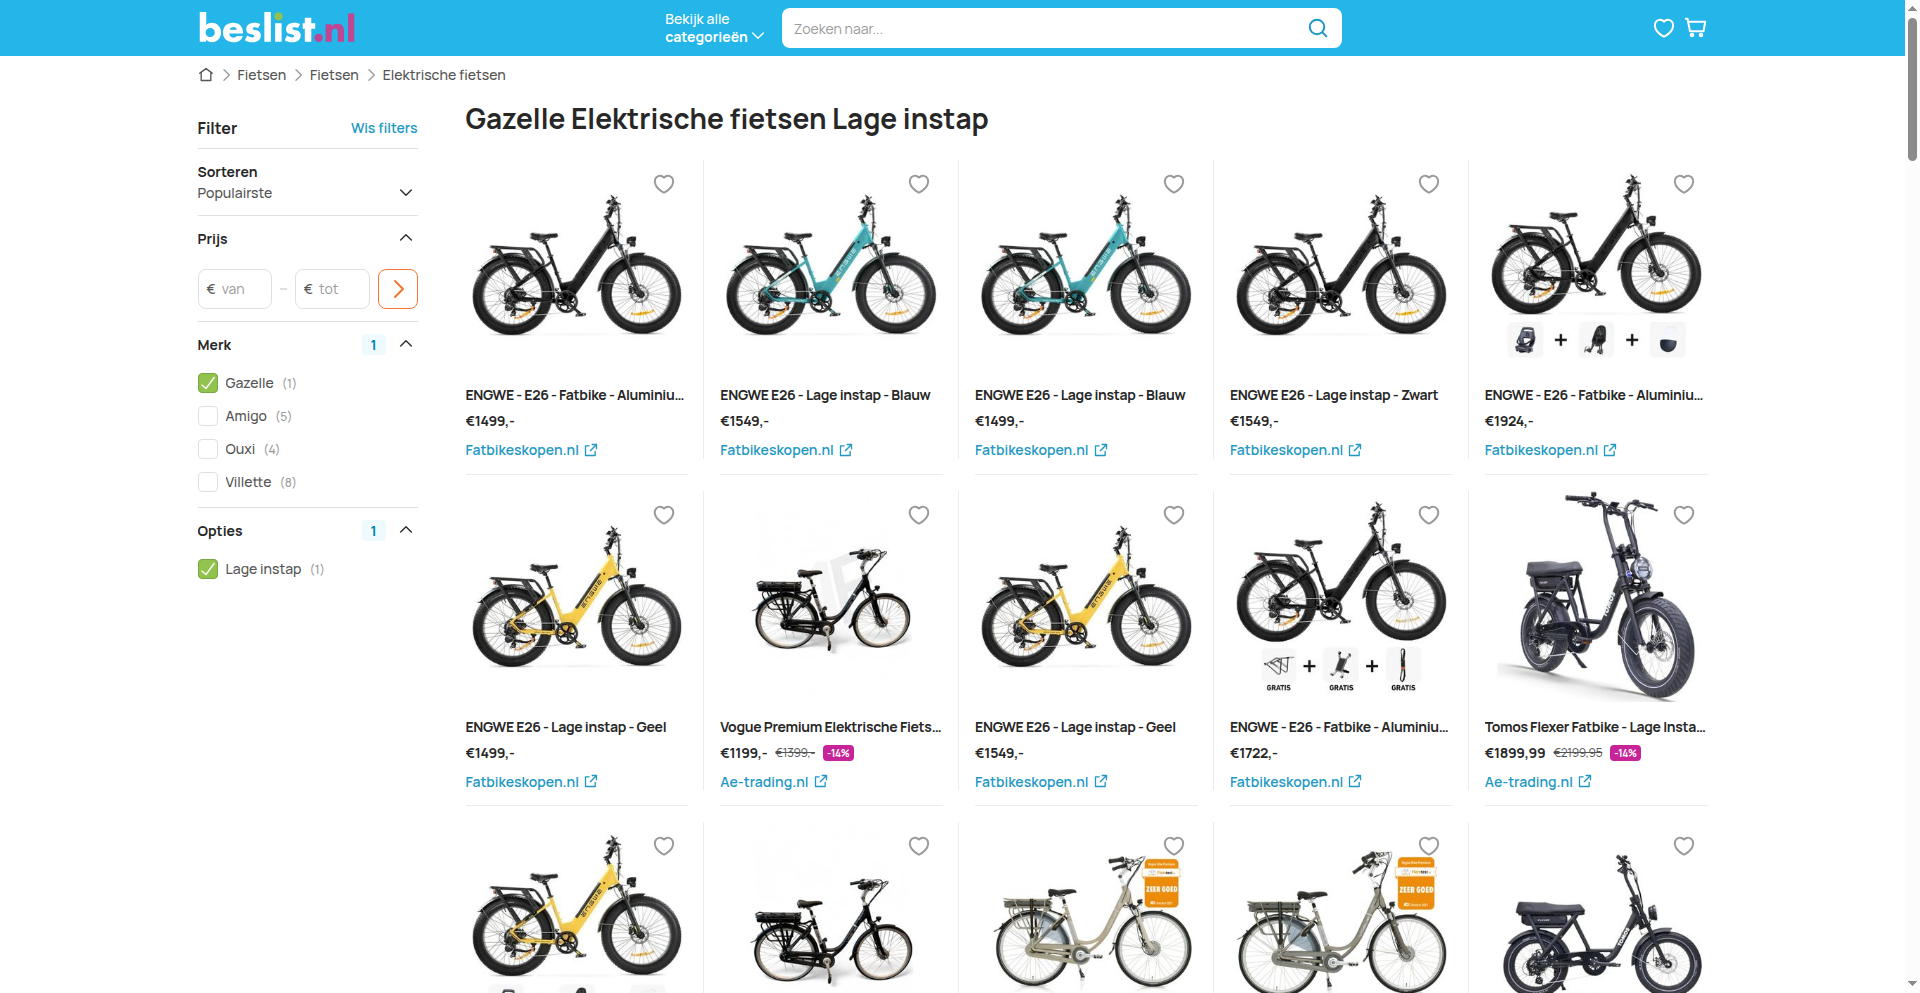 beslist.nl
Bekijk alle
categorieën
Zoeken naar...
Fietsen
Fietsen
Elektrische fietsen
Filter
Wis filters
Sorteren
Populairste
Prijs
€ van
–
€ tot
Merk
1
Gazelle (1)
Amigo (5)
Ouxi (4)
Villette (8)
Opties
1
Lage instap (1)
Gazelle Elektrische fietsen Lage instap
ENGWE - E26 - Fatbike - Aluminiu...
€1499,-
Fatbikeskopen.nl
ENGWE E26 - Lage instap - Blauw
€1549,-
Fatbikeskopen.nl
ENGWE E26 - Lage instap - Blauw
€1499,-
Fatbikeskopen.nl
ENGWE E26 - Lage instap - Zwart
€1549,-
Fatbikeskopen.nl
+ +
ENGWE - E26 - Fatbike - Aluminiu...
€1924,-
Fatbikeskopen.nl
ENGWE E26 - Lage instap - Geel
€1499,-
Fatbikeskopen.nl
Vogue Premium Elektrische Fiets...
€1199,- €1399,- -14%
Ae-trading.nl
ENGWE E26 - Lage instap - Geel
€1549,-
Fatbikeskopen.nl
+ +
GRATIS GRATIS GRATIS
ENGWE - E26 - Fatbike - Aluminiu...
€1722,-
Fatbikeskopen.nl
TOMOS
Tomos Flexer Fatbike - Lage Insta...
€1899,99 €2199,95 -14%
Ae-trading.nl
ZEER GOED
ZEER GOED
TOMOS